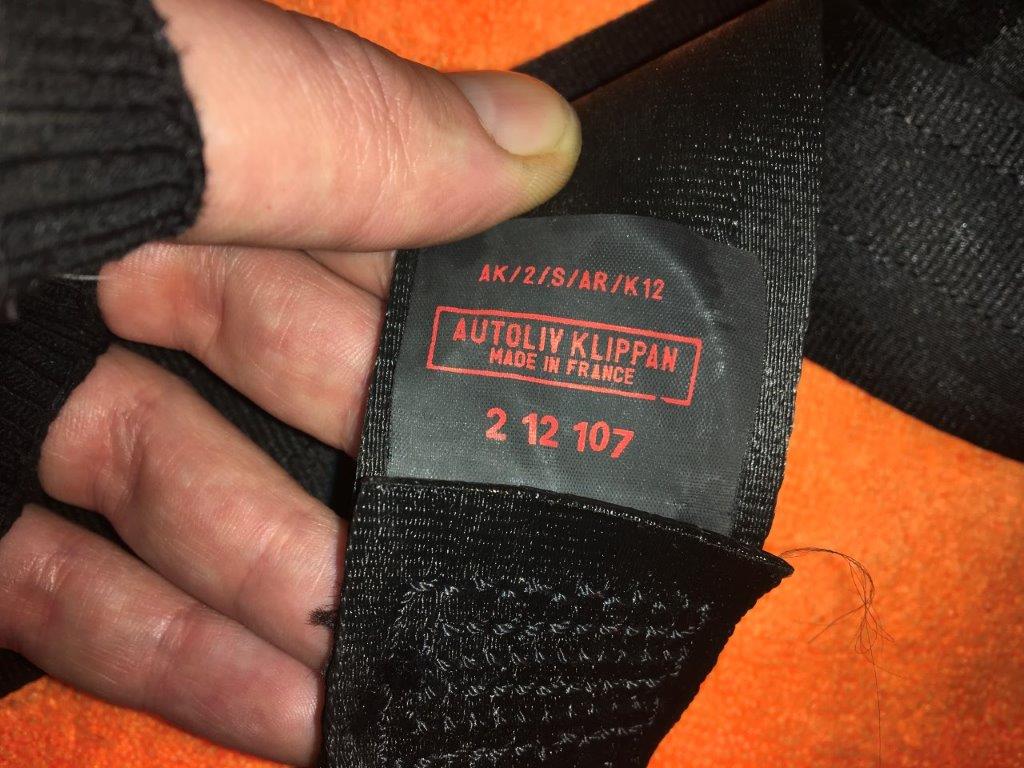 AK/2/S/AR/K12
AUTOLIV KLIPPAN
MADE IN FRANCE
2 12 107